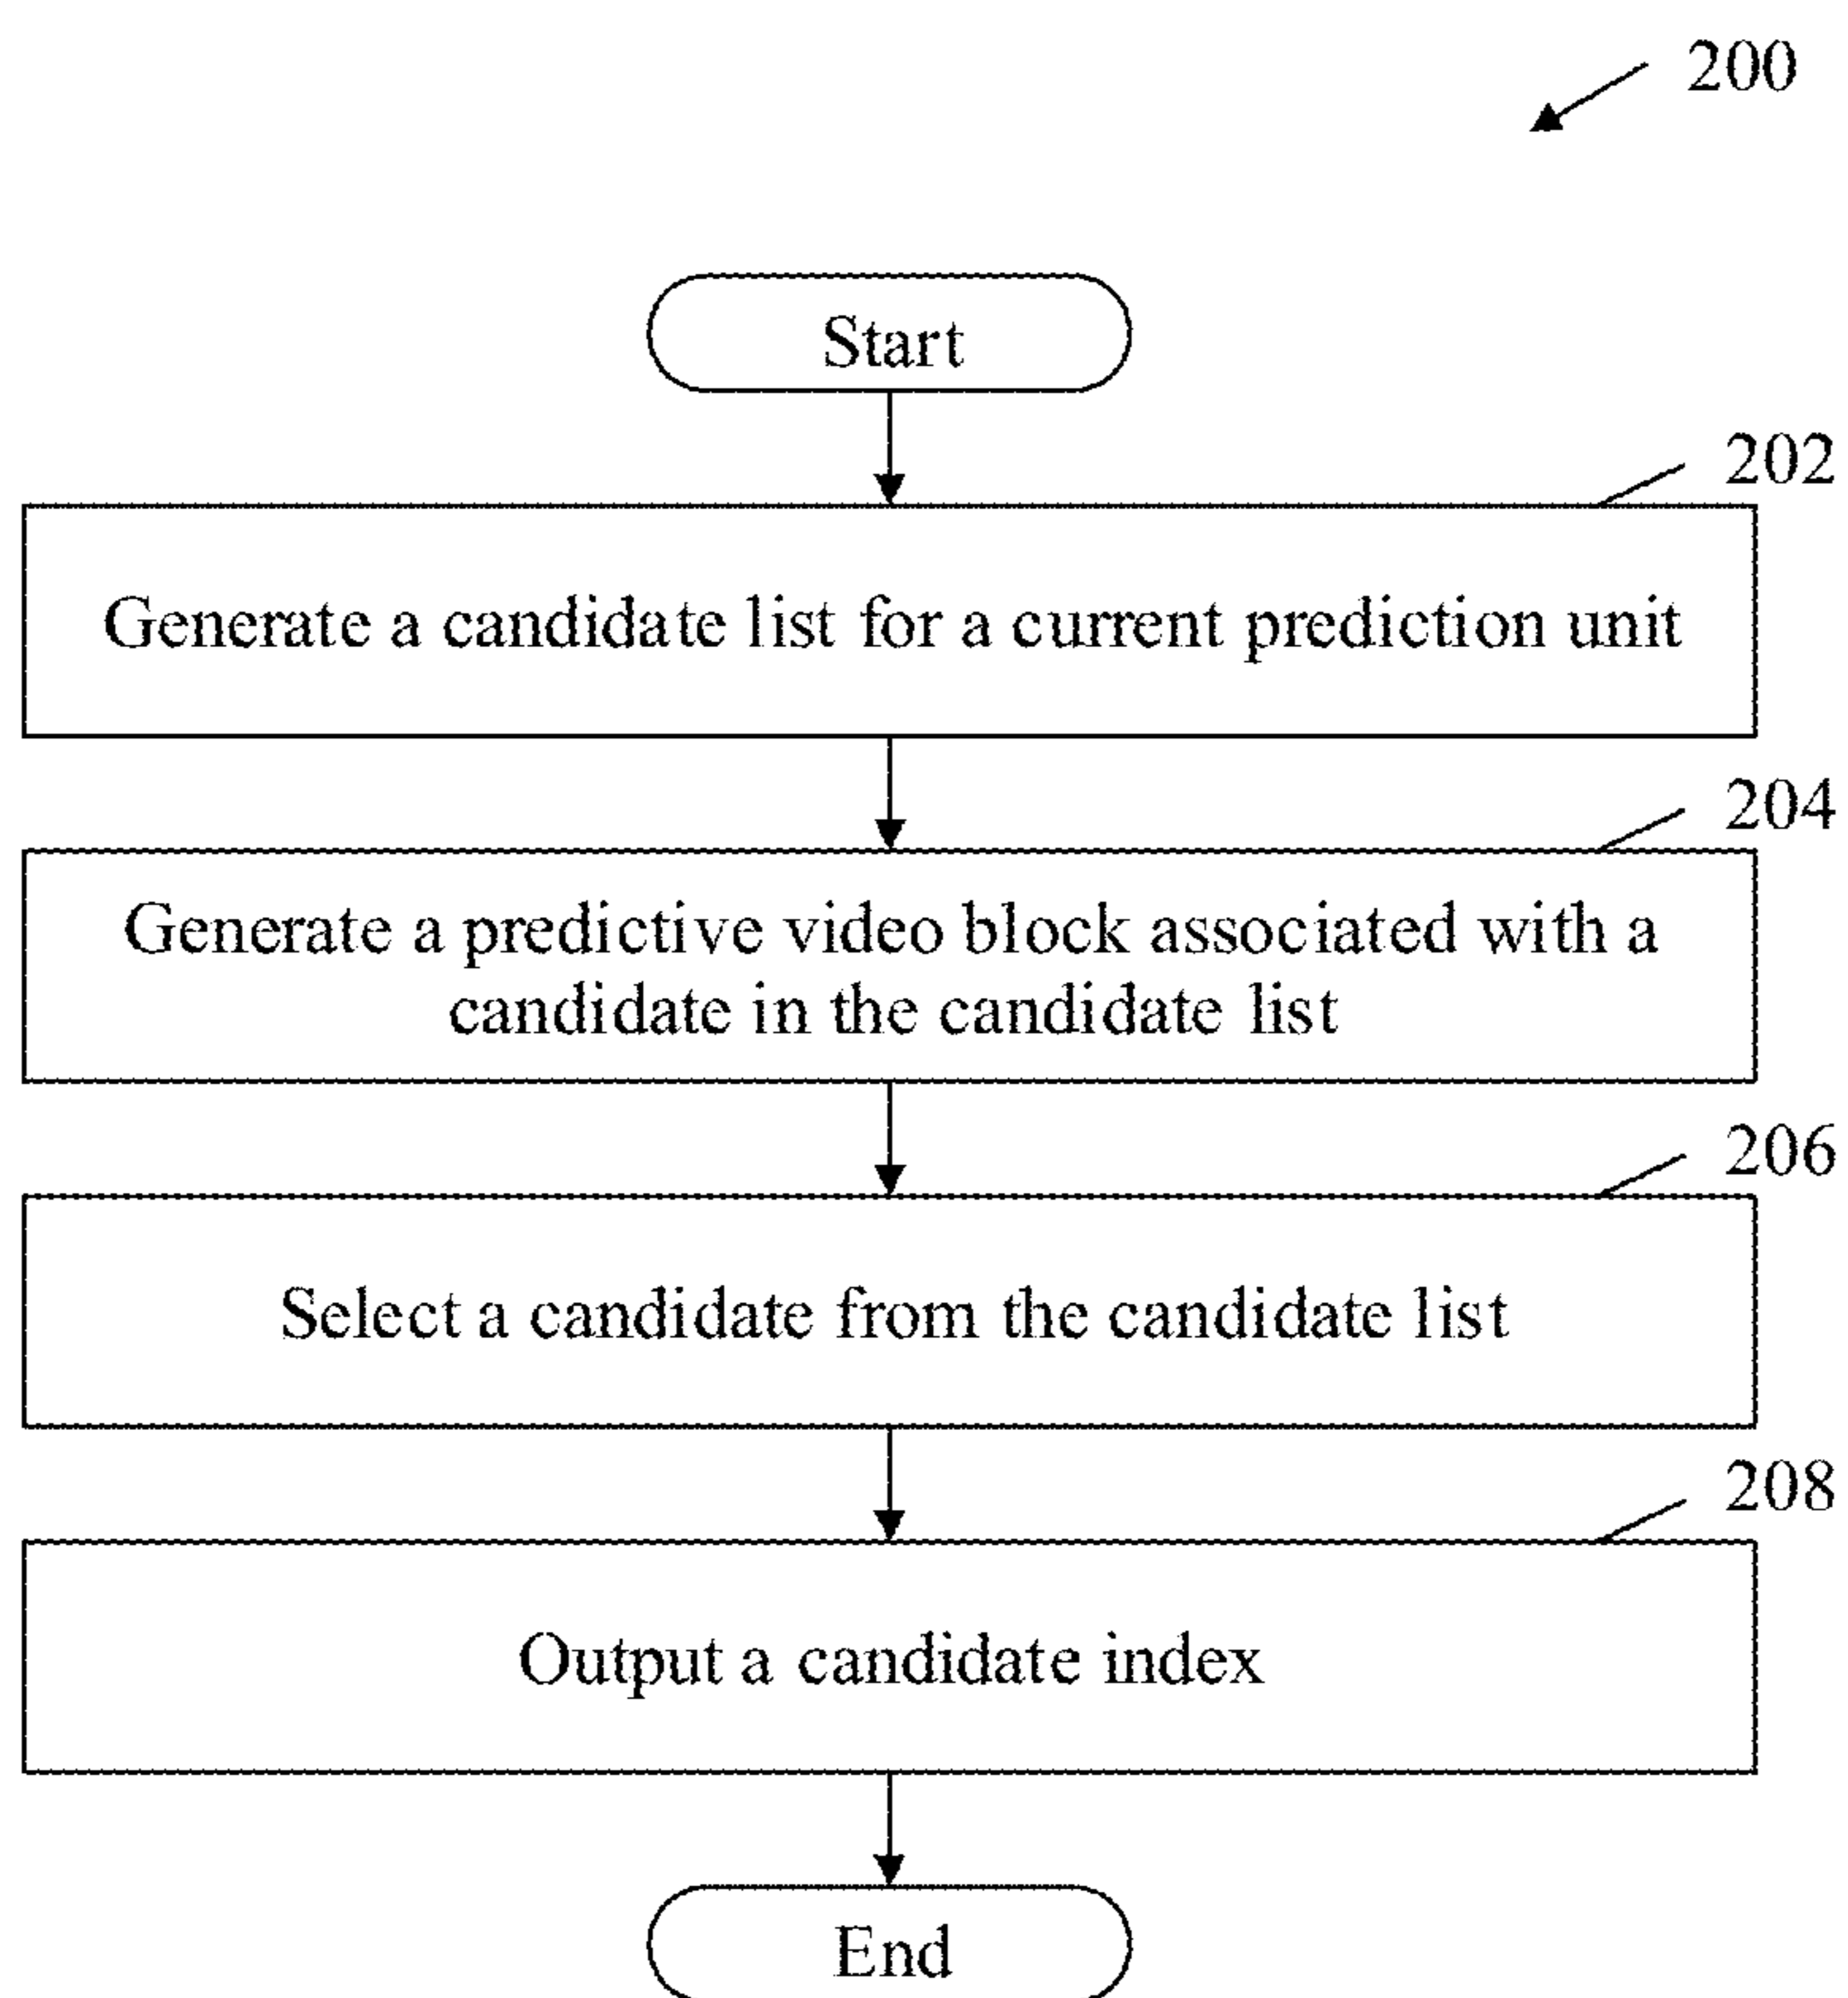 200
Start
202
Generate a candidate list for a current prediction unit
204
Generate a predictive video block associated with a
candidate in the candidate list
206
Select a candidate from the candidate list
208
Output a candidate index
End